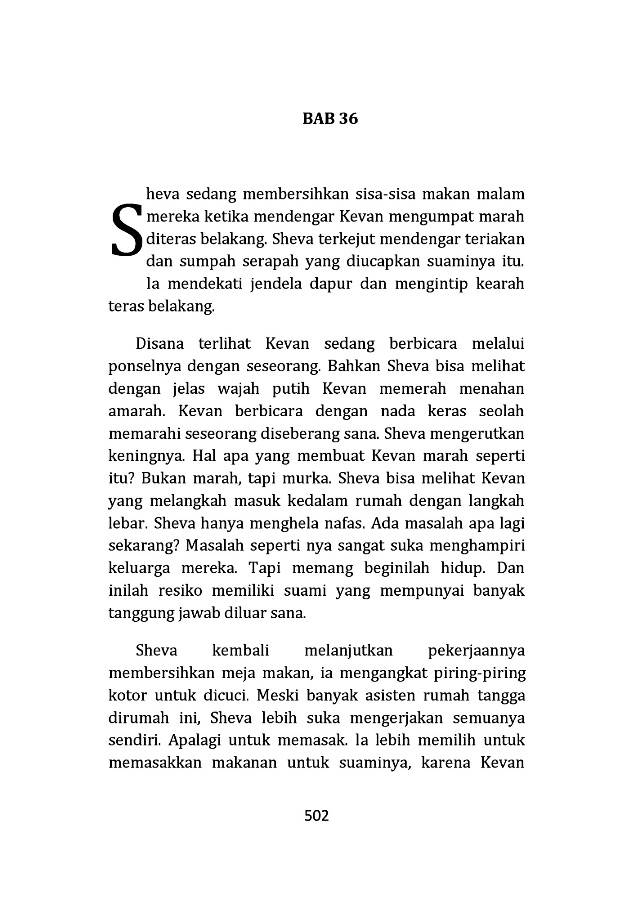 BAB 36
Sheva sedang membersihkan sisa-sisa makan malam
mereka ketika mendengar Kevan mengumpat marah
diteras belakang. Sheva terkejut mendengar teriakan
dan sumpah serapah yang diucapkan suaminya itu.
Ia mendekati jendela dapur dan mengintip kearah
teras belakang.
Disana terlihat Kevan sedang berbicara melalui
ponselnya dengan seseorang. Bahkan Sheva bisa melihat
dengan jelas wajah putih Kevan memerah menahan
amarah. Kevan berbicara dengan nada keras seolah
memarahi seseorang diseberang sana. Sheva mengerutkan
keningnya. Hal apa yang membuat Kevan marah seperti
itu? Bukan marah, tapi murka. Sheva bisa melihat Kevan
yang melangkah masuk kedalam rumah dengan langkah
lebar. Sheva hanya menghela nafas. Ada masalah apa lagi
sekarang? Masalah seperti nya sangat suka menghampiri
keluarga mereka. Tapi memang beginilah hidup. Dan
inilah resiko memiliki suami yang mempunyai banyak
tanggung jawab diluar sana.
Sheva kembali melanjutkan pekerjaannya
membersihkan meja makan, ia mengangkat piring-piring
kotor untuk dicuci. Meski banyak asisten rumah tangga
dirumah ini, Sheva lebih suka mengerjakan semuanya
sendiri. Apalagi untuk memasak. Ia lebih memilih untuk
memasakkan makanan untuk suaminya, karena Kevan
502